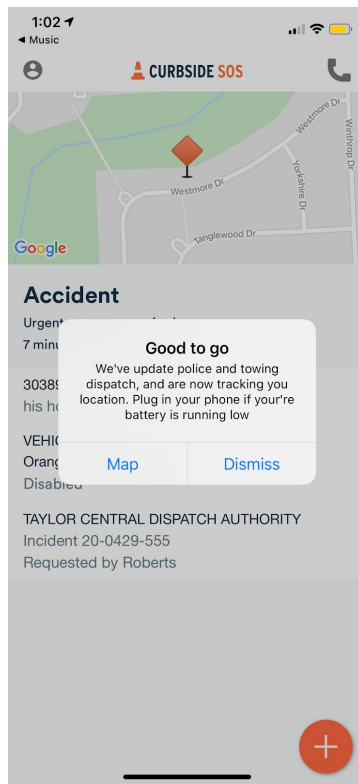 1:02
◄ Music
CURBSIDE SOS
Westmore Dr
Westmore Dr
Yorkshire Dr
Winthrop Dr
Tanglewood Dr
Google
Accident
Urgent
7 minu
Good to go
We've update police and towing
dispatch, and are now tracking you
location. Plug in your phone if your're
battery is running low
Map
Dismiss
30389
his ho
VEHIC
Orang
Disabled
TAYLOR CENTRAL DISPATCH AUTHORITY
Incident 20-0429-555
Requested by Roberts